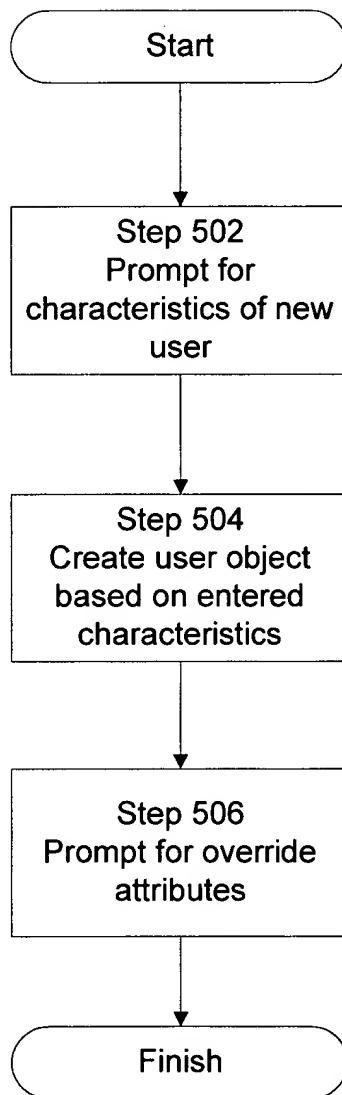 Start
Step 502
Prompt for
characteristics of new
user
Step 504
Create user object
based on entered
characteristics
Step 506
Prompt for override
attributes
Finish